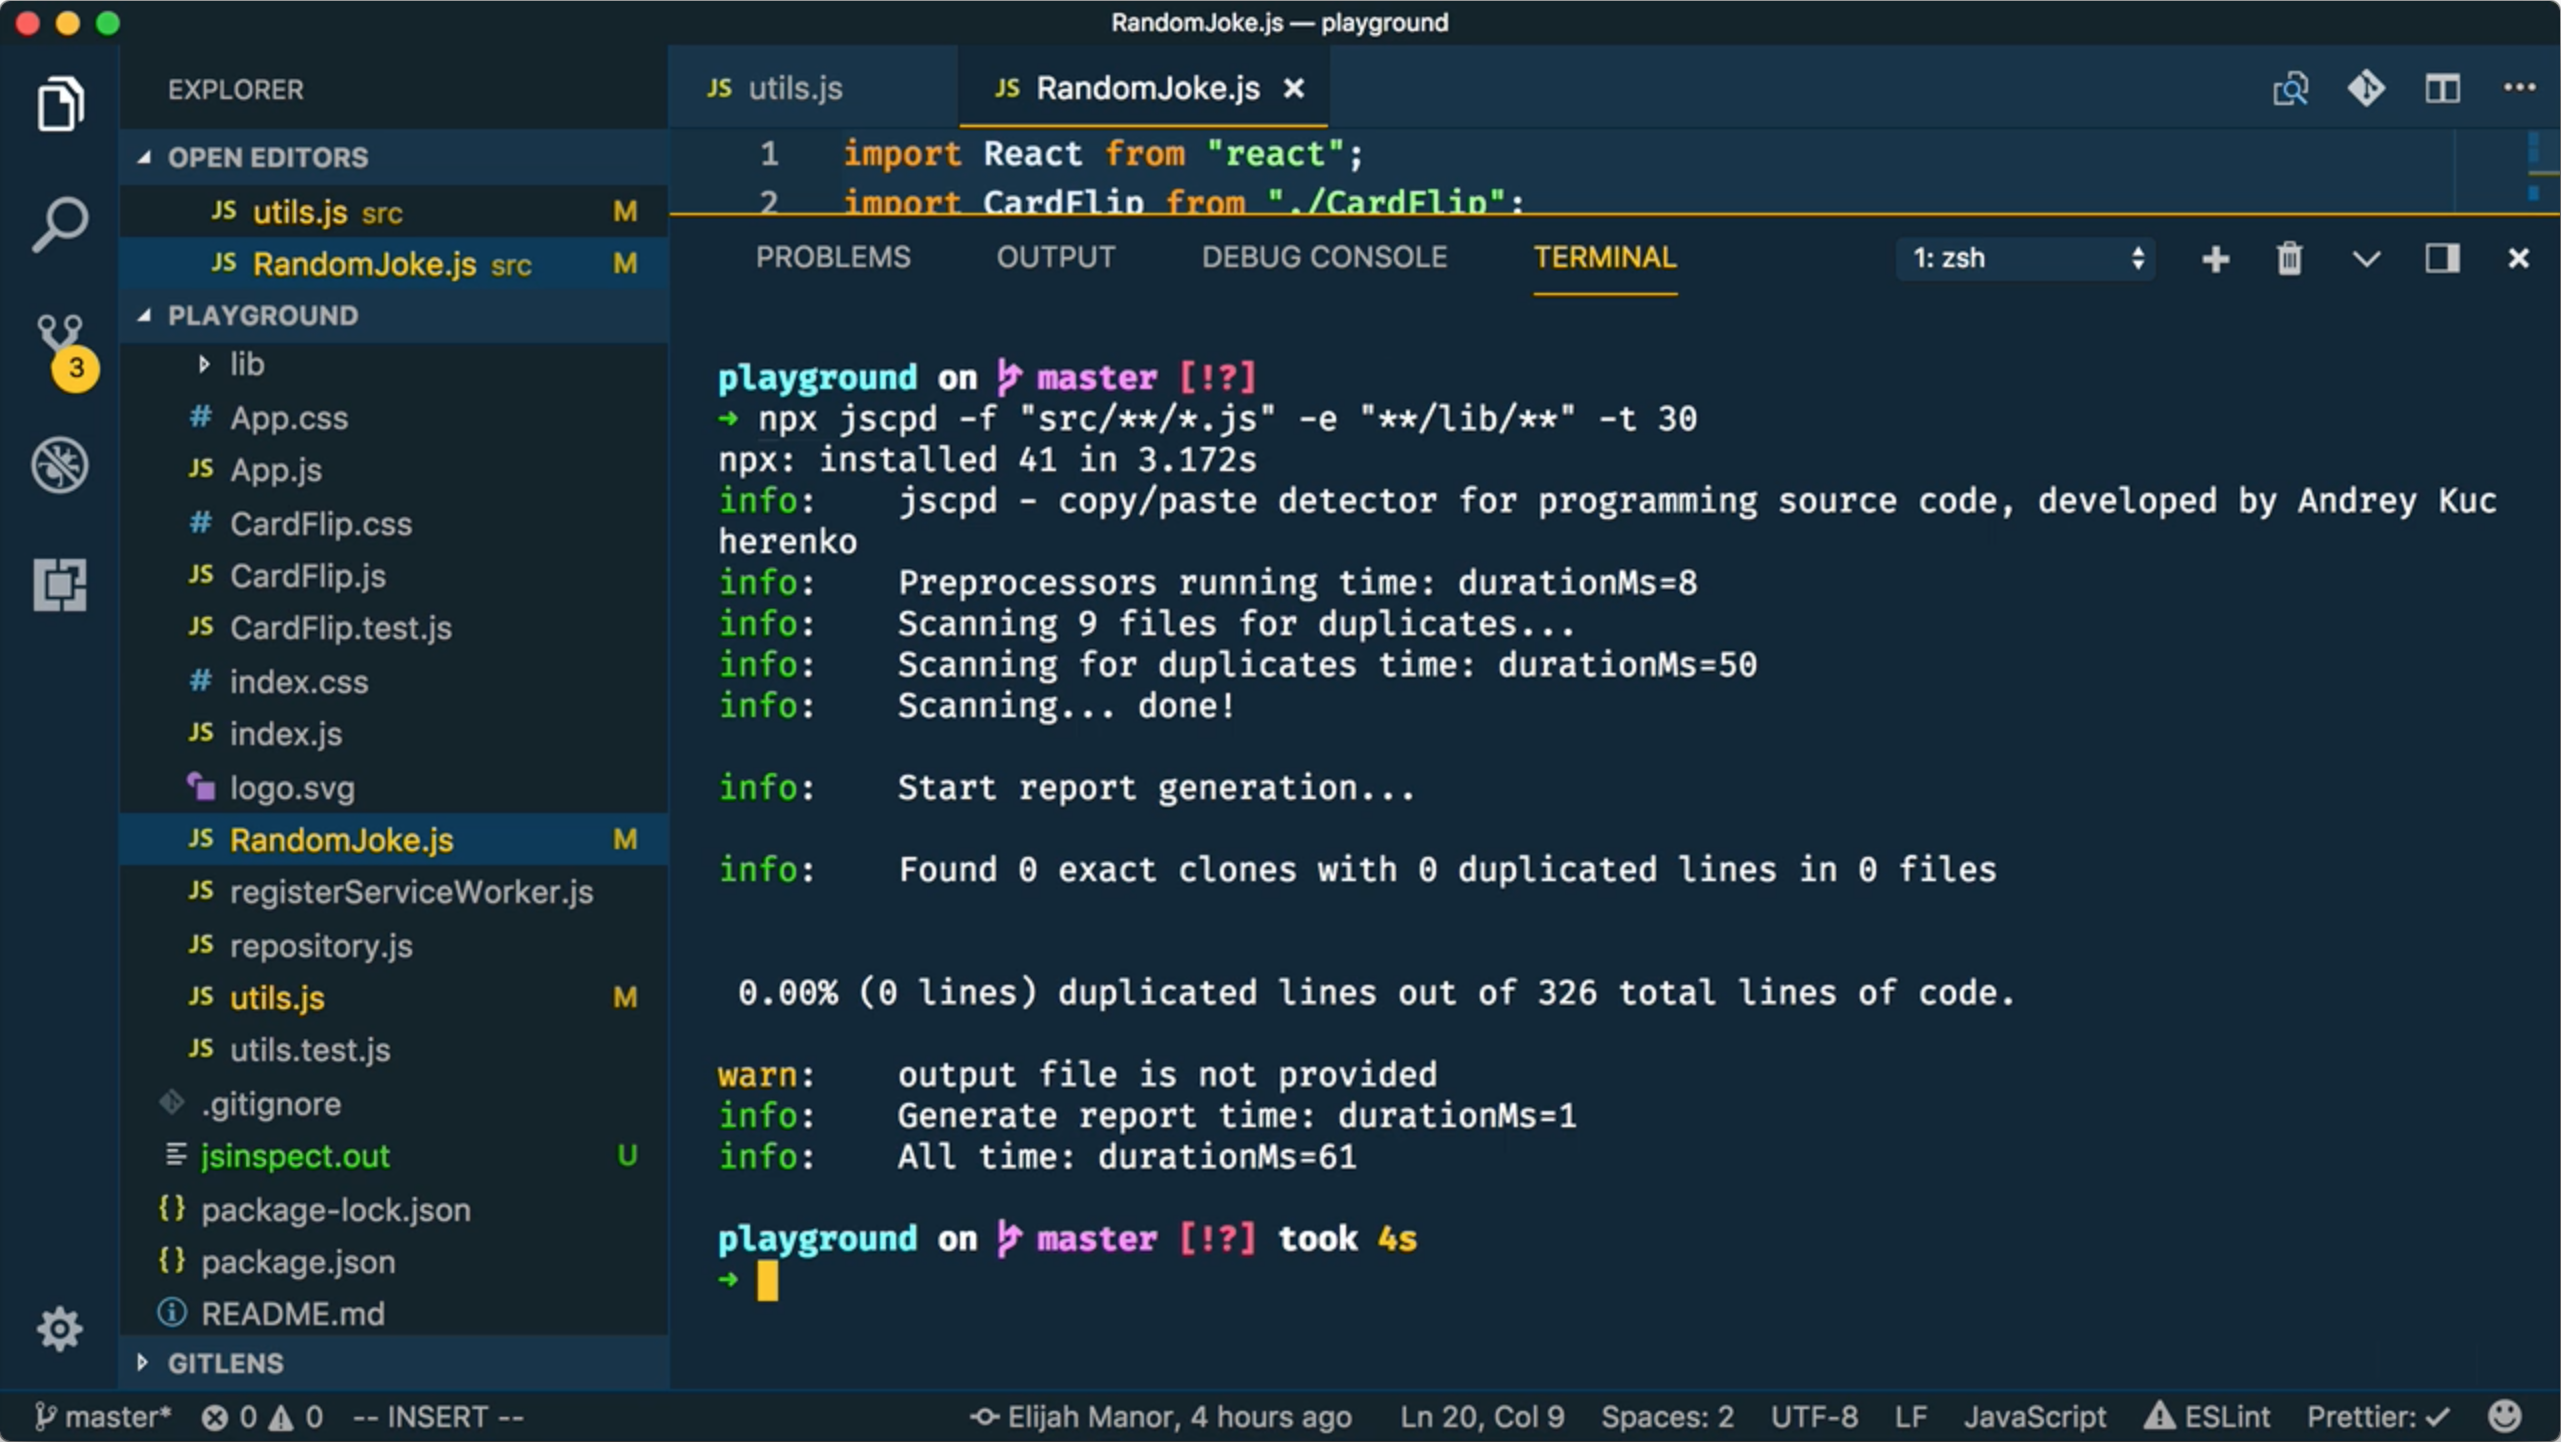 RandomJoke.js — playground
EXPLORER
OPEN EDITORS
JS utils.js src M
JS RandomJoke.js src M
PLAYGROUND
lib
# App.css
JS App.js
# CardFlip.css
JS CardFlip.js
JS CardFlip.test.js
# index.css
JS index.js
logo.svg
JS RandomJoke.js M
JS registerServiceWorker.js
JS repository.js
JS utils.js M
JS utils.test.js
.gitignore
jsinspect.out U
{} package-lock.json
{} package.json
README.md
GITLENS
3
JS utils.js
JS RandomJoke.js ×
1 import React from "react";
2 import CardFlip from "./CardFlip";
PROBLEMS OUTPUT DEBUG CONSOLE TERMINAL 1: zsh
playground on master [!?]
➜ npx jscpd -f "src/**/*.js" -e "**/lib/**" -t 30
npx: installed 41 in 3.172s
info: jscpd - copy/paste detector for programming source code, developed by Andrey Kuc
herenko
info: Preprocessors running time: durationMs=8
info: Scanning 9 files for duplicates...
info: Scanning for duplicates time: durationMs=50
info: Scanning... done!
info: Start report generation...
info: Found 0 exact clones with 0 duplicated lines in 0 files
0.00% (0 lines) duplicated lines out of 326 total lines of code.
warn: output file is not provided
info: Generate report time: durationMs=1
info: All time: durationMs=61
playground on master [!?] took 4s
➜
master* 0 0 -- INSERT -- Elijah Manor, 4 hours ago Ln 20, Col 9 Spaces: 2 UTF-8 LF JavaScript ESLint Prettier: ✓